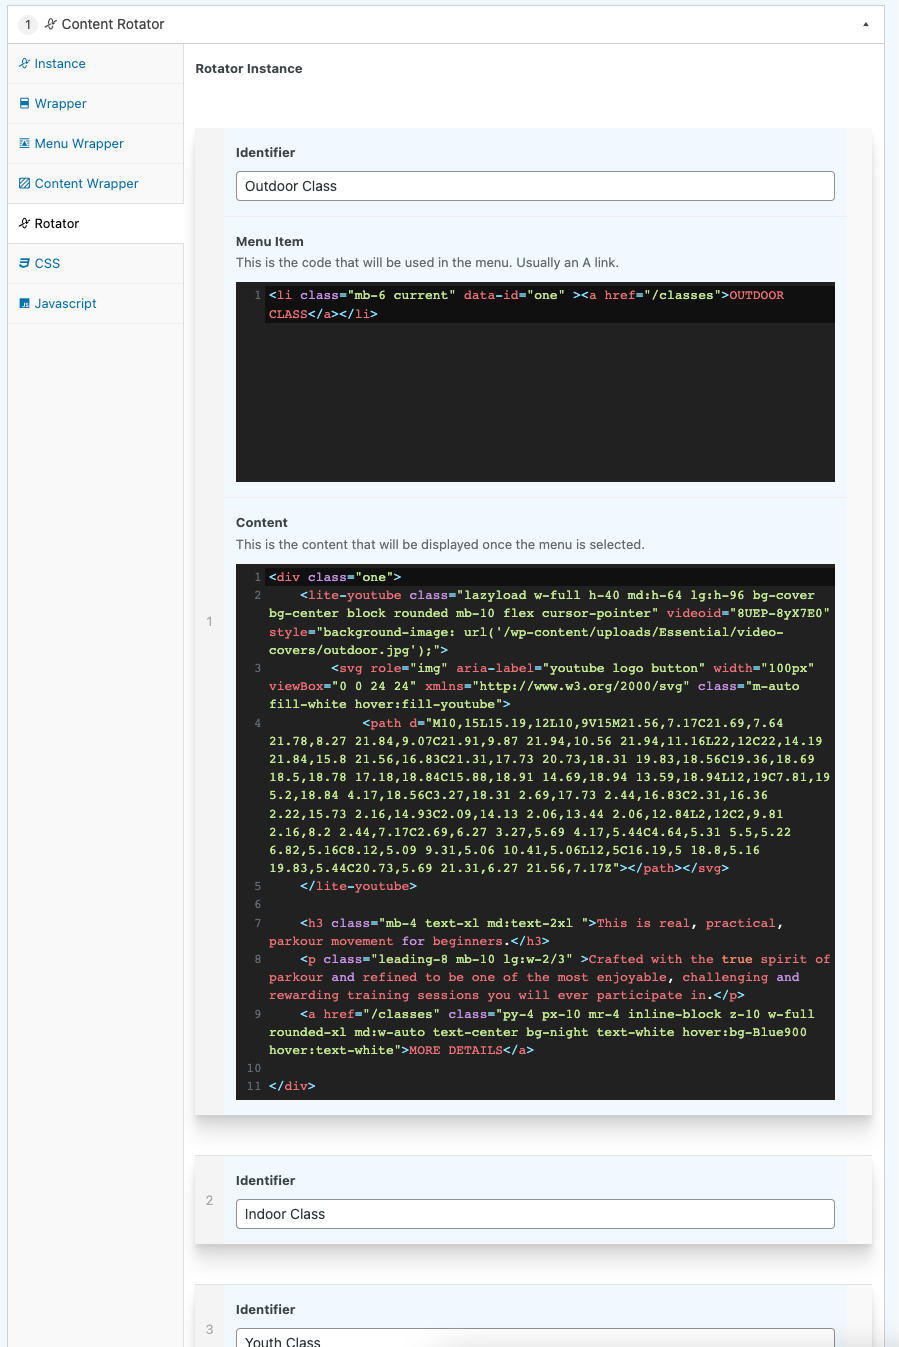 1 Content Rotator
Instance
Wrapper
Menu Wrapper
Content Wrapper
Rotator
CSS
Javascript
Rotator Instance
1
Identifier
Outdoor Class
Menu Item
This is the code that will be used in the menu. Usually an A link.
1 <li class="mb-6 current" data-id="one" ><a href="/classes">OUTDOOR
CLASS</a></li>
Content
This is the content that will be displayed once the menu is selected.
1 <div class="one">
2 <lite-youtube class="lazyload w-full h-40 md:h-64 lg:h-96 bg-cover
bg-center block rounded mb-10 flex cursor-pointer" videoid="8UEP-8yX7E0"
style="background-image: url('/wp-content/uploads/Essential/video-
covers/outdoor.jpg');">
3 <svg role="img" aria-label="youtube logo button" width="100px"
viewBox="0 0 24 24" xmlns="http://www.w3.org/2000/svg" class="m-auto
fill-white hover:fill-youtube">
4 <path d="M10,15L15.19,12L10,9V15M21.56,7.17C21.69,7.64
21.78,8.27 21.84,9.07C21.91,9.87 21.94,10.56 21.94,11.16L22,12C22,14.19
21.84,15.8 21.56,16.83C21.31,17.73 20.73,18.31 19.83,18.56C19.36,18.69
18.5,18.78 17.18,18.84C15.88,18.91 14.69,18.94 13.59,18.94L12,19C7.81,19
5.2,18.84 4.17,18.56C3.27,18.31 2.69,17.73 2.44,16.83C2.31,16.36
2.22,15.73 2.16,14.93C2.09,14.13 2.06,13.44 2.06,12.84L2,12C2,9.81
2.16,8.2 2.44,7.17C2.69,6.27 3.27,5.69 4.17,5.44C4.64,5.31 5.5,5.22
6.82,5.16C8.12,5.09 9.31,5.06 10.41,5.06L12,5C16.19,5 18.8,5.16
19.83,5.44C20.73,5.69 21.31,6.27 21.56,7.17Z"></path></svg>
5 </lite-youtube>
6
7 <h3 class="mb-4 text-xl md:text-2xl ">This is real, practical,
parkour movement for beginners.</h3>
8 <p class="leading-8 mb-10 lg:w-2/3" >Crafted with the true spirit of
parkour and refined to be one of the most enjoyable, challenging and
rewarding training sessions you will ever participate in.</p>
9 <a href="/classes" class="py-4 px-10 mr-4 inline-block z-10 w-full
rounded-xl md:w-auto text-center bg-night text-white hover:bg-Blue900
hover:text-white">MORE DETAILS</a>
10
11 </div>
2
Identifier
Indoor Class
3
Identifier
Youth Class